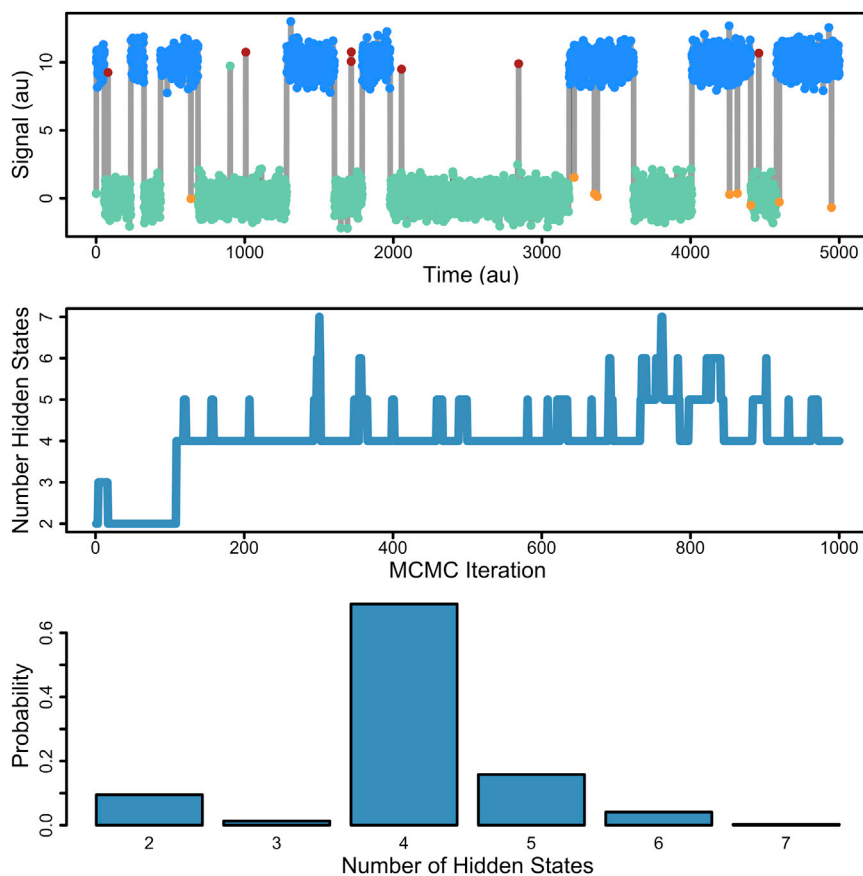 Signal (au)
10
5
0
0 1000 2000 3000 4000 5000
Time (au)
Number Hidden States
7
6
5
4
3
2
0 200 400 600 800 1000
MCMC Iteration
Probability
0.6
0.4
0.2
0.0
2 3 4 5 6 7
Number of Hidden States